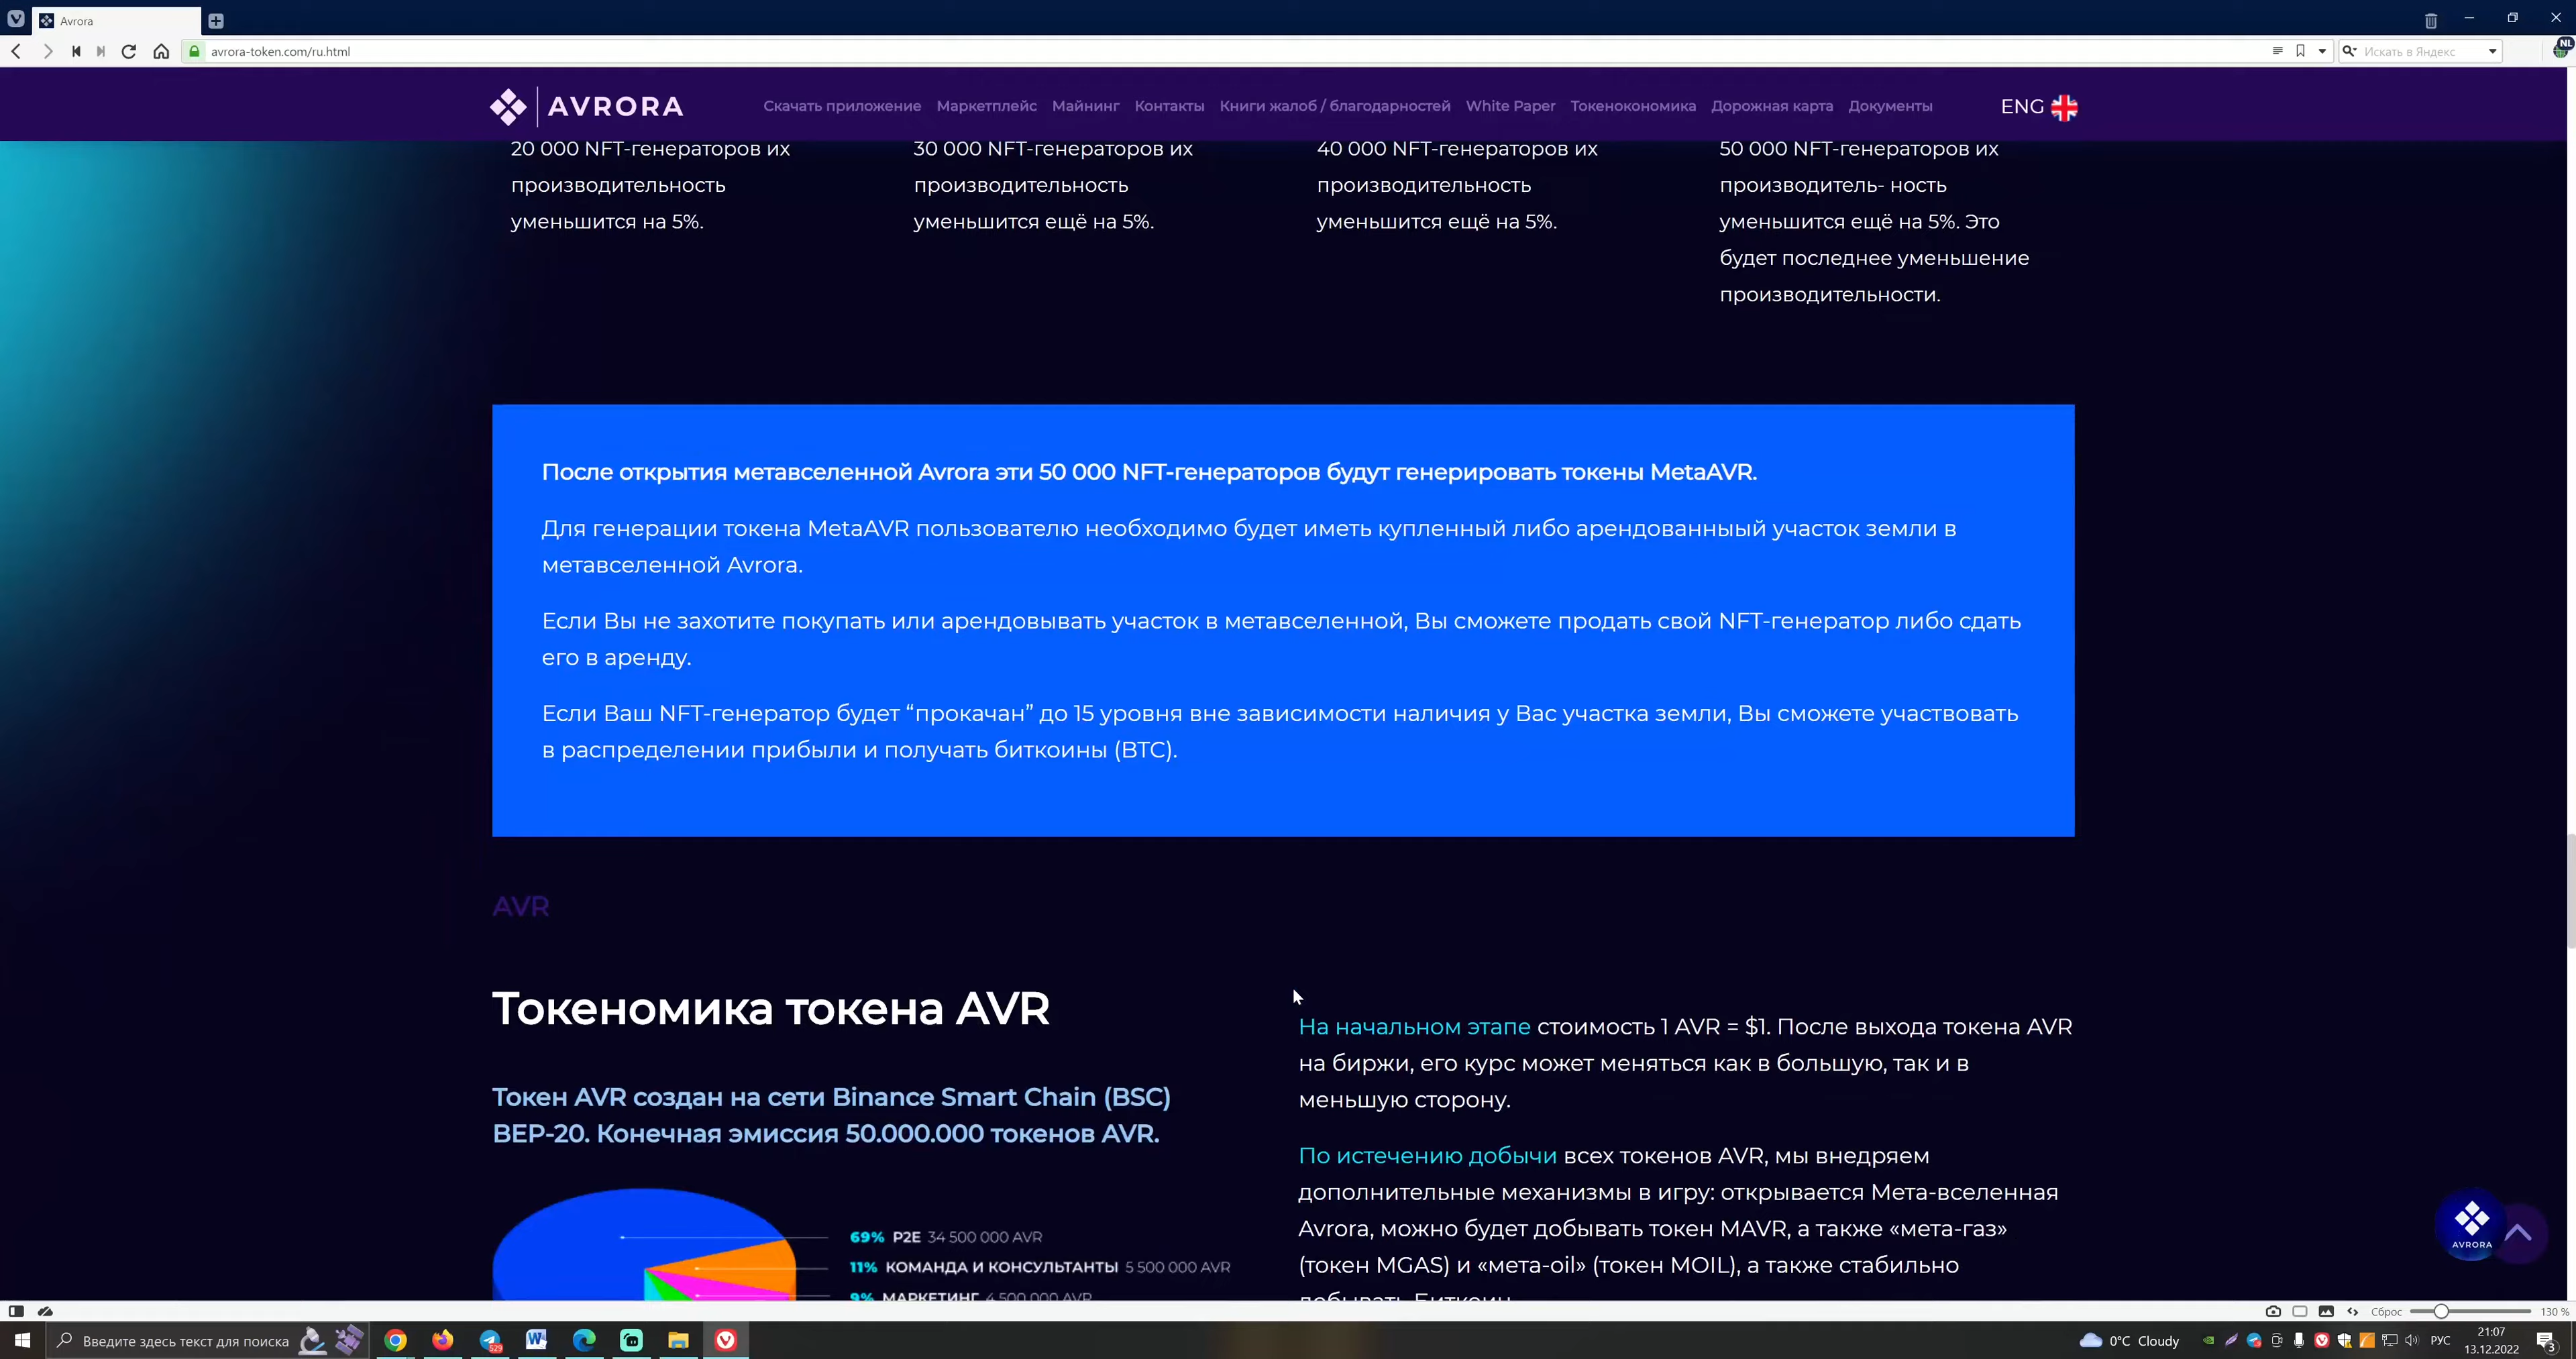 Avrora
avrora-token.com/ru.html
Искать в Яндекс
NL
AVRORA
Скачать приложение Маркетплейс Майнинг Контакты Книги жалоб / благодарностей White Paper Токенокономика Дорожная карта Документы
ENG
20 000 NFT-генераторов их
производительность
уменьшится на 5%.
30 000 NFT-генераторов их
производительность
уменьшится ещё на 5%.
40 000 NFT-генераторов их
производительность
уменьшится ещё на 5%.
50 000 NFT-генераторов их
производитель- ность
уменьшится ещё на 5%. Это
будет последнее уменьшение
производительности.
После открытия метавселенной Avrora эти 50 000 NFT-генераторов будут генерировать токены MetaAVR.
Для генерации токена MetaAVR пользователю необходимо будет иметь купленный либо арендованныый участок земли в
метавселенной Avrora.
Если Вы не захотите покупать или арендовывать участок в метавселенной, Вы сможете продать свой NFT-генератор либо сдать
его в аренду.
Если Ваш NFT-генератор будет “прокачан” до 15 уровня вне зависимости наличия у Вас участка земли, Вы сможете участвовать
в распределении прибыли и получать биткоины (BTC).
AVR
Токеномика токена AVR
Токен AVR создан на сети Binance Smart Chain (BSC)
BEP-20. Конечная эмиссия 50.000.000 токенов AVR.
69% P2E 34 500 000 AVR
11% КОМАНДА И КОНСУЛЬТАНТЫ 5 500 000 AVR
9% МАРКЕТИНГ 4 500 000 AVR
На начальном этапе стоимость 1 AVR = $1. После выхода токена AVR
на биржи, его курс может меняться как в большую, так и в
меньшую сторону.
По истечению добычи всех токенов AVR, мы внедряем
дополнительные механизмы в игру: открывается Мета-вселенная
Avrora, можно будет добывать токен MAVR, а также «мета-газ»
(токен MGAS) и «мета-oil» (токен MOIL), а также стабильно
добывать Биткоин
AVRORA
Сброс
130 %
Введите здесь текст для поиска
529
0°C Cloudy
РУС
21:07
13.12.2022
3